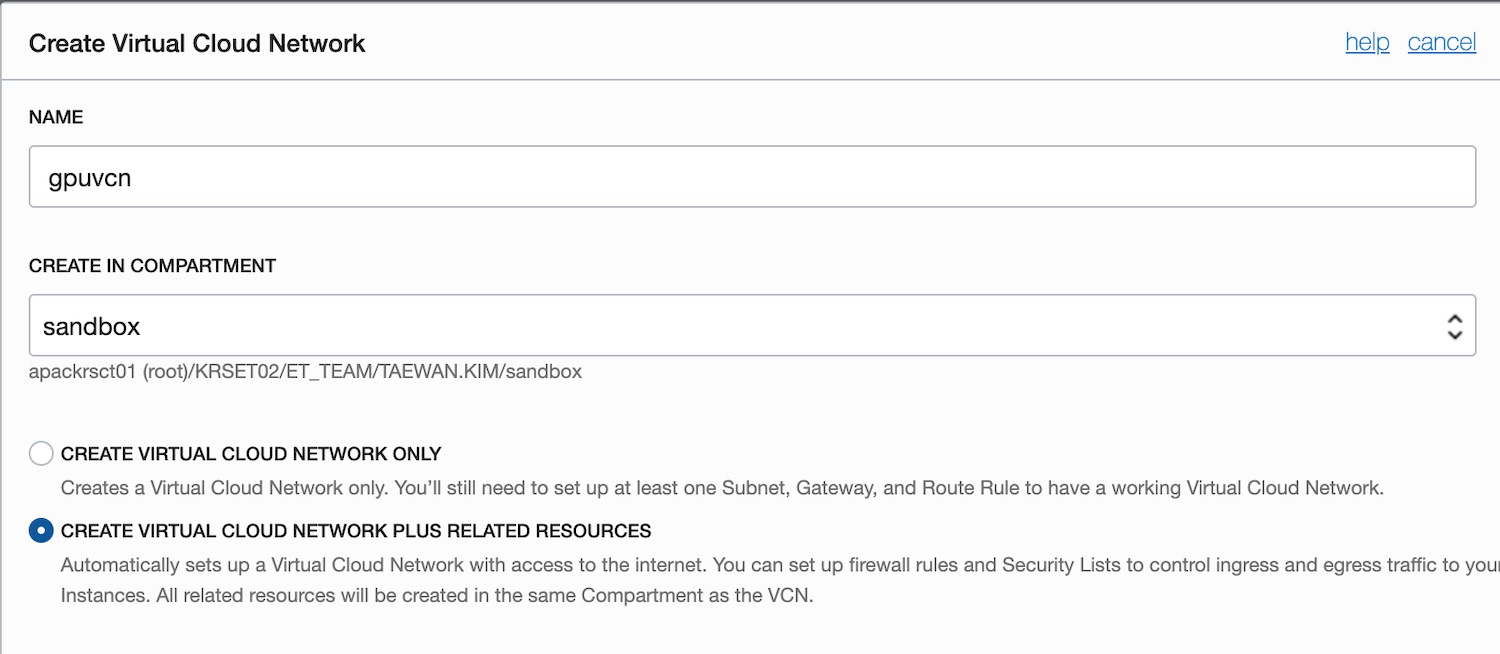 Create Virtual Cloud Network
help cancel
NAME
gpuvcn
CREATE IN COMPARTMENT
sandbox
apackrsct01 (root)/KRSET02/ET_TEAM/TAEWAN.KIM/sandbox
CREATE VIRTUAL CLOUD NETWORK ONLY
Creates a Virtual Cloud Network only. You’ll still need to set up at least one Subnet, Gateway, and Route Rule to have a working Virtual Cloud Network.
CREATE VIRTUAL CLOUD NETWORK PLUS RELATED RESOURCES
Automatically sets up a Virtual Cloud Network with access to the internet. You can set up firewall rules and Security Lists to control ingress and egress traffic to
Instances. All related resources will be created in the same Compartment as the VCN.